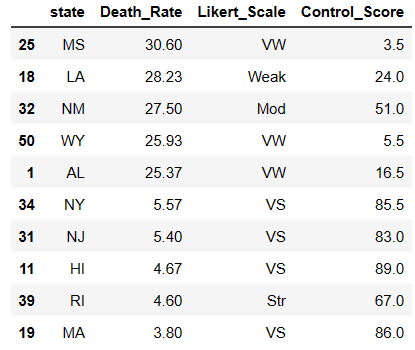 state Death_Rate Likert_Scale Control_Score
25 MS 30.60 VW 3.5
18 LA 28.23 Weak 24.0
32 NM 27.50 Mod 51.0
50 WY 25.93 VW 5.5
1 AL 25.37 VW 16.5
34 NY 5.57 VS 85.5
31 NJ 5.40 VS 83.0
11 HI 4.67 VS 89.0
39 RI 4.60 Str 67.0
19 MA 3.80 VS 86.0